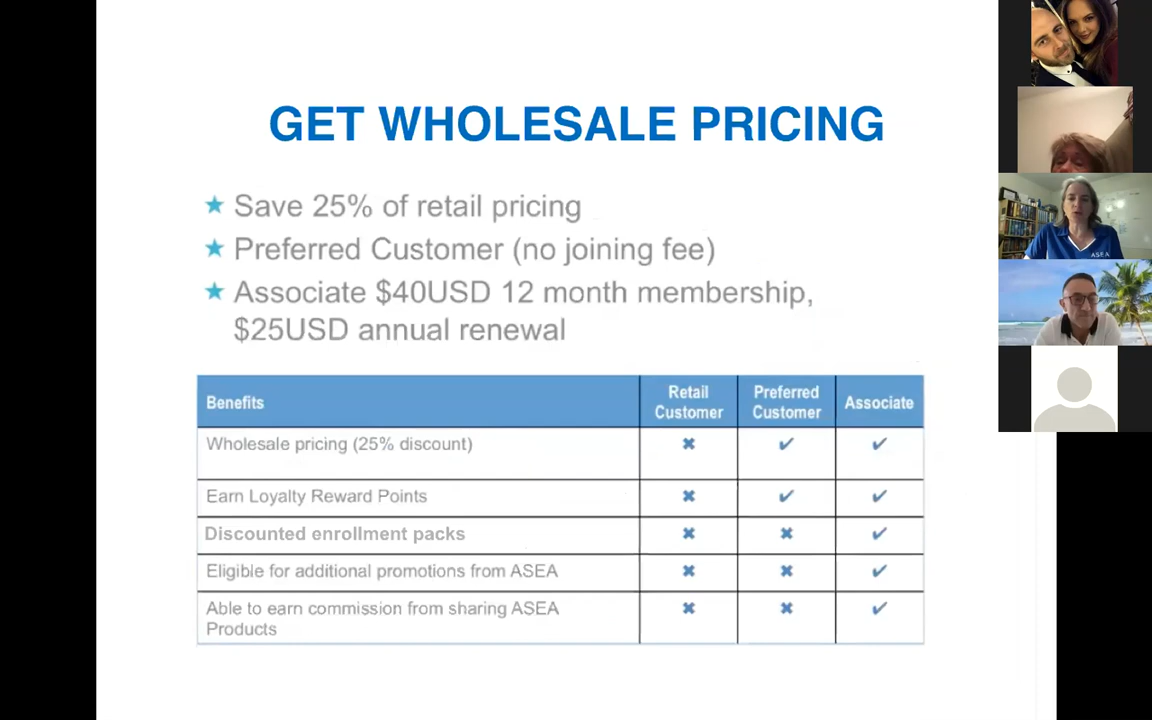 GET WHOLESALE PRICING
Save 25% of retail pricing
Preferred Customer (no joining fee)
Associate $40USD 12 month membership,
$25USD annual renewal
Benefits
Retail
Customer
Preferred
Customer
Associate
Wholesale pricing (25% discount)
Earn Loyalty Reward Points
Discounted enrollment packs
Eligible for additional promotions from ASEA
Able to earn commission from sharing ASEA
Products
ASEA